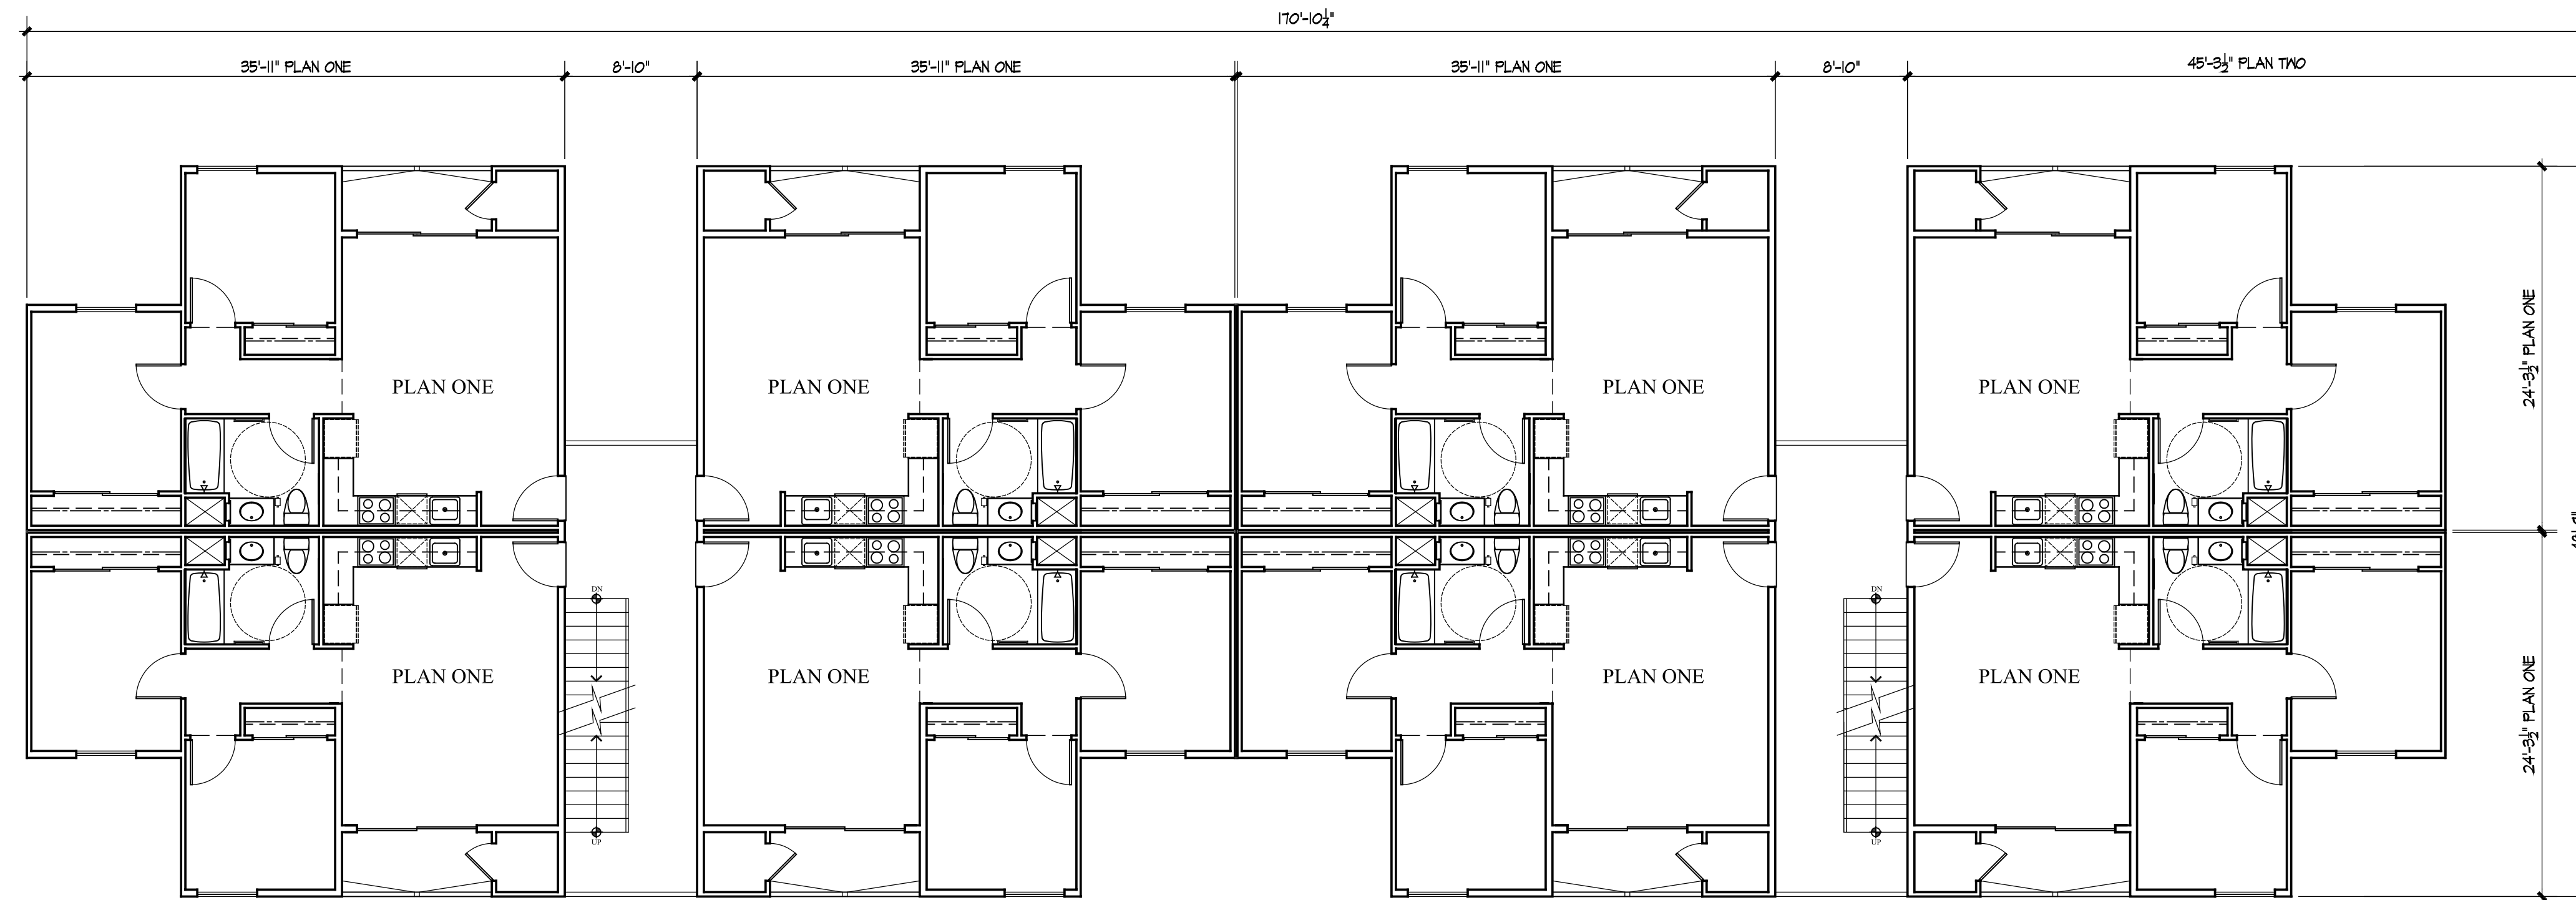 170'-10¼"
35'-11" PLAN ONE
8'-10"
35'-11" PLAN ONE
35'-11" PLAN ONE
8'-10"
45'-3½" PLAN TWO
24'-3½" PLAN ONE
PLAN ONE
PLAN ONE
PLAN ONE
PLAN ONE
DN
DN
PLAN ONE
PLAN ONE
PLAN ONE
PLAN ONE
24'-3½" PLAN ONE
UP
UP